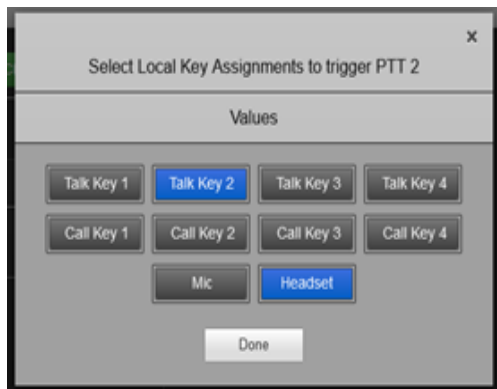 x
Select Local Key Assignments to trigger PTT 2
Values
Talk Key 1 Talk Key 2 Talk Key 3 Talk Key 4
Call Key 1 Call Key 2 Call Key 3 Call Key 4
Mic Headset
Done